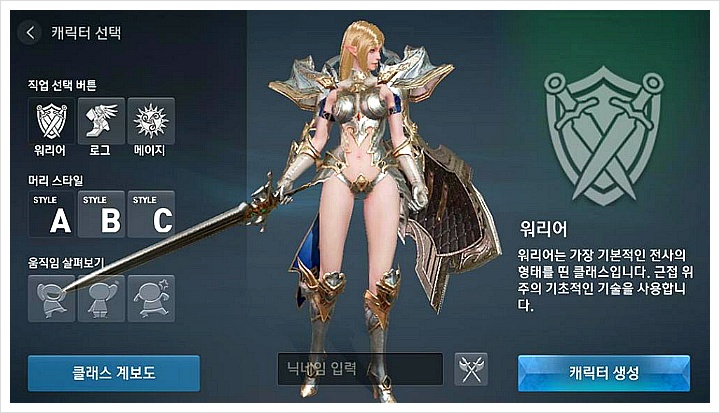 캐릭터 선택
직업 선택 버튼
워리어 로그 메이지
머리 스타일
STYLE A STYLE B STYLE C
움직임 살펴보기
클래스 계보도
닉네임 입력
워리어
워리어는 가장 기본적인 전사의
형태를 띤 클래스입니다. 근접 위
주의 기초적인 기술을 사용합니
다.
캐릭터 생성